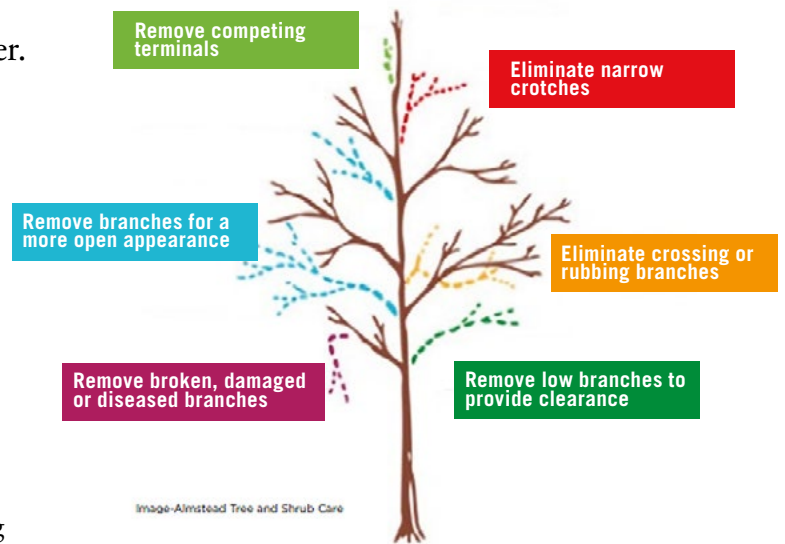 er.
Remove competing
terminals
Eliminate narrow
crotches
Remove branches for a
more open appearance
Eliminate crossing or
rubbing branches
Remove broken, damaged
or diseased branches
Remove low branches to
provide clearance
Image-Almstead Tree and Shrub Care
g